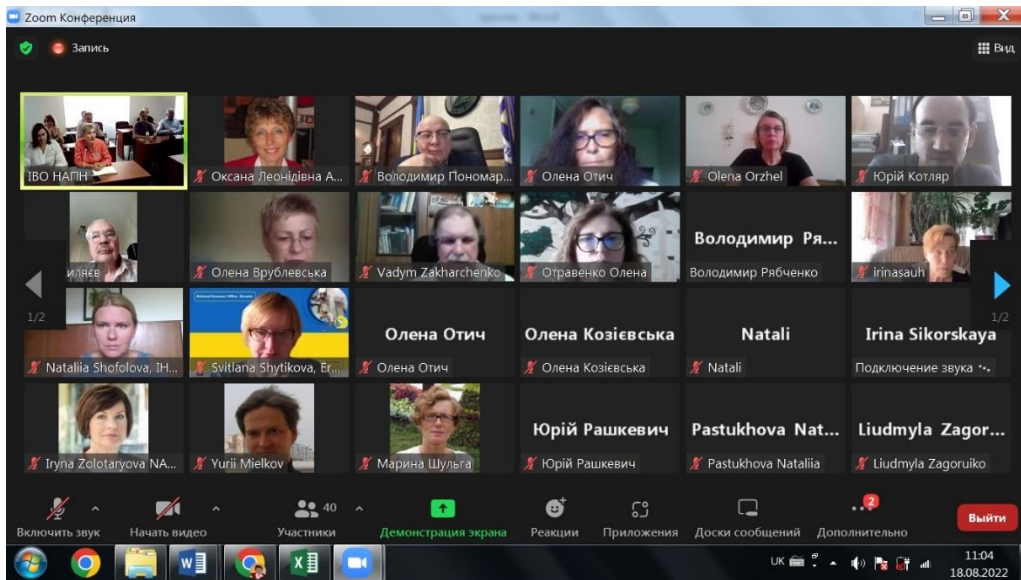 Zoom Конференция
Запись
Вид
ІВО НАПН
Оксана Леонідівна А...
Володимир Пономар...
Олена Отич
Olena Orzhel
Юрій Котляр
иляєв
Олена Врублевська
Vadym Zakharchenko
Отравенко Олена
Володимир Ря...
Володимир Рябченко
irinasauh
1/2
1/2
Nataliia Shofolova, ІН...
Svitlana Shytikova, Er...
Олена Отич
Олена Отич
Олена Козієвська
Олена Козієвська
Natali
Natali
Irina Sikorskaya
Подключение звука
Iryna Zolotaryova NA...
Yurii Mielkov
Марина Шульга
Юрій Рашкевич
Юрій Рашкевич
Pastukhova Nat...
Pastukhova Nataliia
Liudmyla Zagor...
Liudmyla Zagoruiko
Включить звук
Начать видео
40
Участники
Демонстрация экрана
Реакции
Приложения
Доски сообщений
2
Дополнительно
Выйти
UK
11:04
18.08.2022